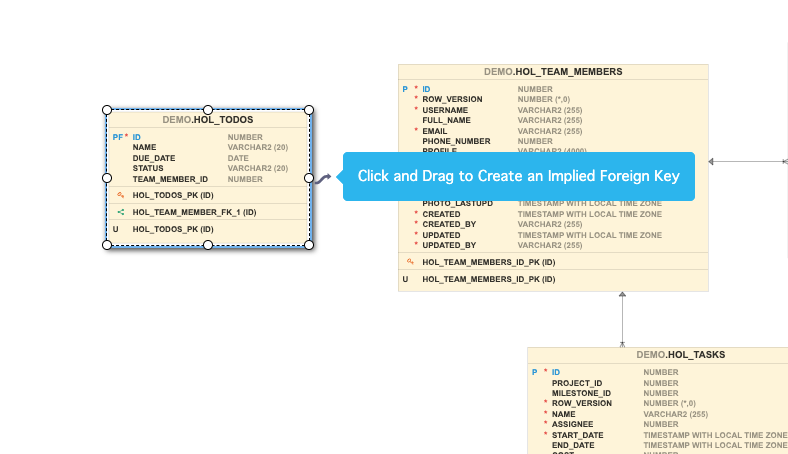 DEMO.HOL_TODOS
PF * ID NUMBER
NAME VARCHAR2 (20)
DUE_DATE DATE
STATUS VARCHAR2 (20)
TEAM_MEMBER_ID NUMBER
HOL_TODOS_PK (ID)
HOL_TEAM_MEMBER_FK_1 (ID)
U HOL_TODOS_PK (ID)
Click and Drag to Create an Implied Foreign Key
DEMO.HOL_TEAM_MEMBERS
P * ID NUMBER
* ROW_VERSION NUMBER (*,0)
* USERNAME VARCHAR2 (255)
FULL_NAME VARCHAR2 (255)
* EMAIL VARCHAR2 (255)
PHONE_NUMBER NUMBER
PROFILE VARCHAR2 (4000)
PHOTO_LASTUPD TIMESTAMP WITH LOCAL TIME ZONE
* CREATED TIMESTAMP WITH LOCAL TIME ZONE
* CREATED_BY VARCHAR2 (255)
* UPDATED TIMESTAMP WITH LOCAL TIME ZONE
* UPDATED_BY VARCHAR2 (255)
HOL_TEAM_MEMBERS_ID_PK (ID)
U HOL_TEAM_MEMBERS_ID_PK (ID)
DEMO.HOL_TASKS
P * ID NUMBER
PROJECT_ID NUMBER
MILESTONE_ID NUMBER
* ROW_VERSION NUMBER (*,0)
* NAME VARCHAR2 (255)
* ASSIGNEE NUMBER
* START_DATE TIMESTAMP WITH LOCAL TIME ZONE
END_DATE TIMESTAMP WITH LOCAL TIME ZONE